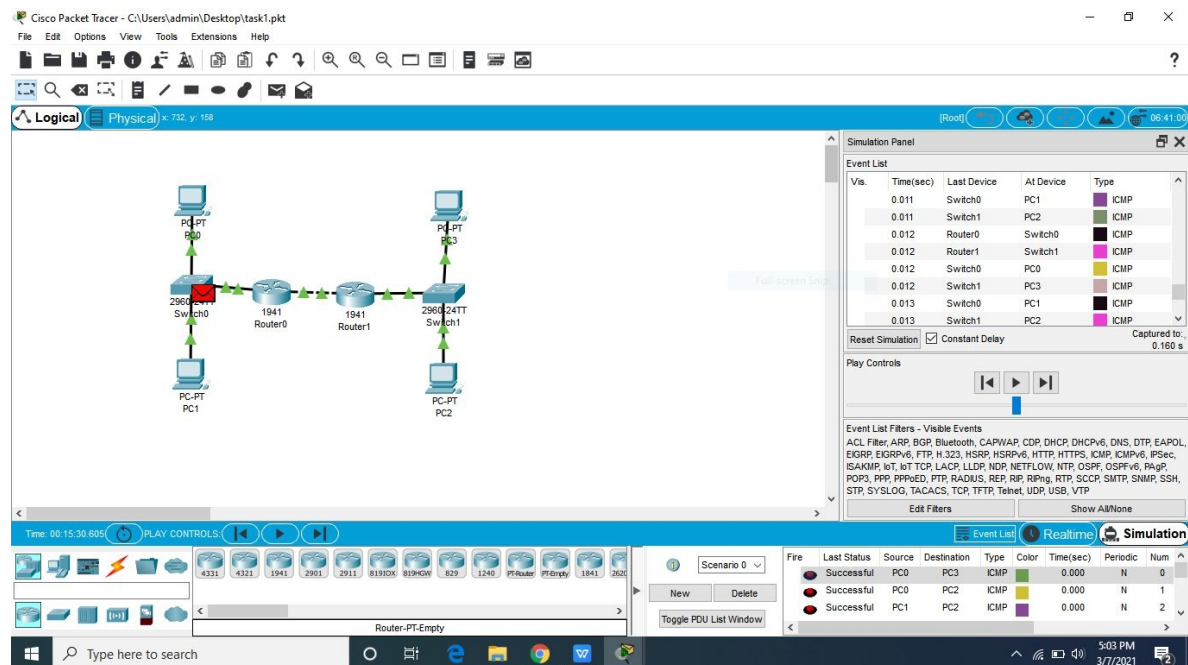 Cisco Packet Tracer - C:\Users\admin\Desktop\task1.pkt
File Edit Options View Tools Extensions Help
?
Logical Physical x: 732, y: 158 [Root] 06:41:00
PC-PT
PC0
PC-PT
PC3
2960-24TT
Switch0
1941
Router0
1941
Router1
2960-24TT
Switch1
PC-PT
PC1
PC-PT
PC2
Simulation Panel
Event List
Vis. Time(sec) Last Device At Device Type
0.011 Switch0 PC1 ICMP
0.011 Switch1 PC2 ICMP
0.012 Router0 Switch0 ICMP
0.012 Router1 Switch1 ICMP
0.012 Switch0 PC0 ICMP
0.012 Switch1 PC3 ICMP
0.013 Switch0 PC1 ICMP
0.013 Switch1 PC2 ICMP
Reset Simulation Constant Delay Captured to:
0.160 s
Play Controls
Event List Filters - Visible Events
ACL Filter, ARP, BGP, Bluetooth, CAPWAP, CDP, DHCP, DHCPv6, DNS, DTP, EAPOL,
EIGRP, EIGRPv6, FTP, H.323, HSRP, HSRPv6, HTTP, HTTPS, ICMP, ICMPv6, IPSec,
ISAKMP, IoT, IoT TCP, LACP, LLDP, NDP, NETFLOW, NTP, OSPF, OSPFv6, PAgP,
POP3, PPP, PPPoED, PTP, RADIUS, REP, RIP, RIPng, RTP, SCCP, SMTP, SNMP, SSH,
STP, SYSLOG, TACACS, TCP, TFTP, Telnet, UDP, USB, VTP
Edit Filters Show All/None
Time: 00:15:30.605 PLAY CONTROLS: Event List Realtime Simulation
4331 4321 1941 2901 2911 819IOX 819HGW 829 1240 PT-Router PT-Empty 1841 2620
Router-PT-Empty
Scenario 0
New Delete
Toggle PDU List Window
Fire Last Status Source Destination Type Color Time(sec) Periodic Num
Successful PC0 PC3 ICMP 0.000 N 0
Successful PC0 PC2 ICMP 0.000 N 1
Successful PC1 PC2 ICMP 0.000 N 2
Type here to search
5:03 PM
3/7/2021
2